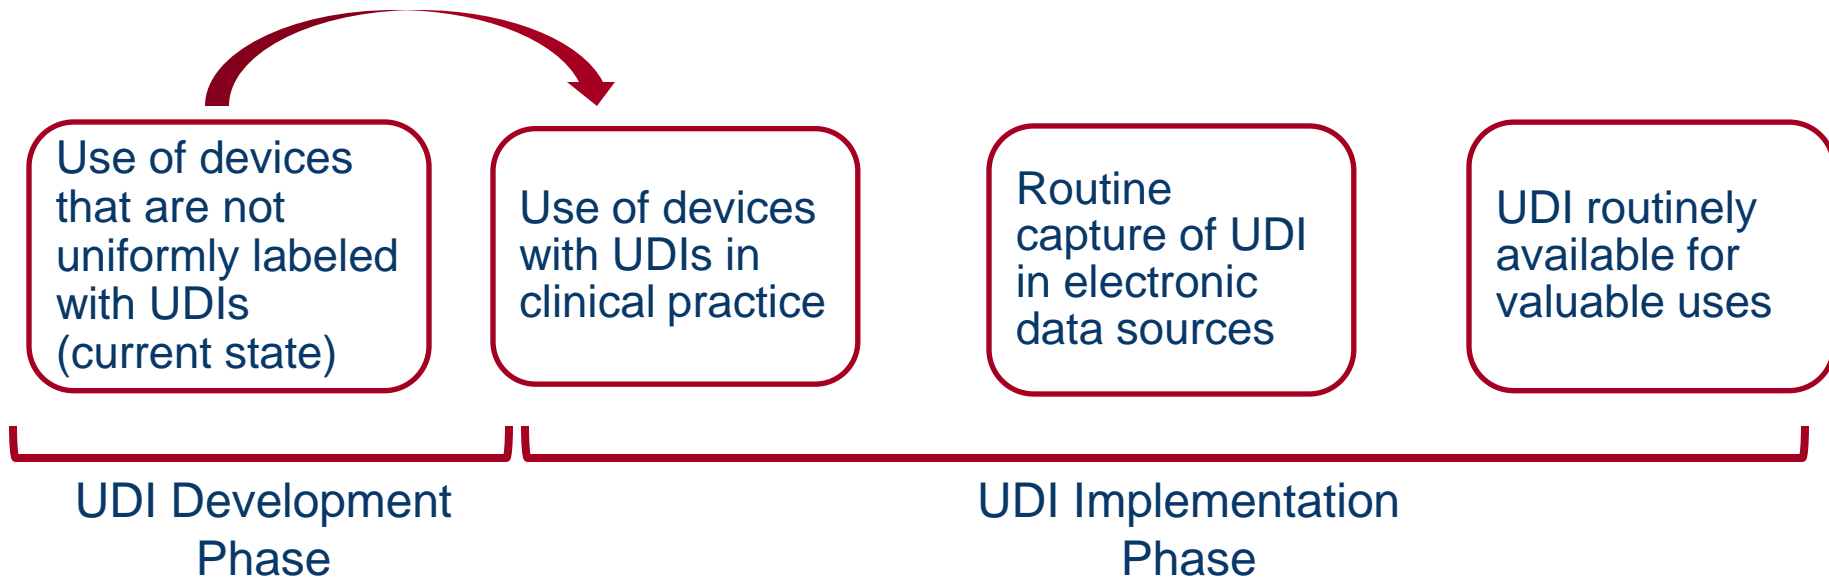 Use of devices
that are not
uniformly labeled
with UDIs
(current state)
Use of devices
with UDIs in
clinical practice
Routine
capture of UDI
in electronic
data sources
UDI routinely
available for
valuable uses
UDI Development
Phase
UDI Implementation
Phase